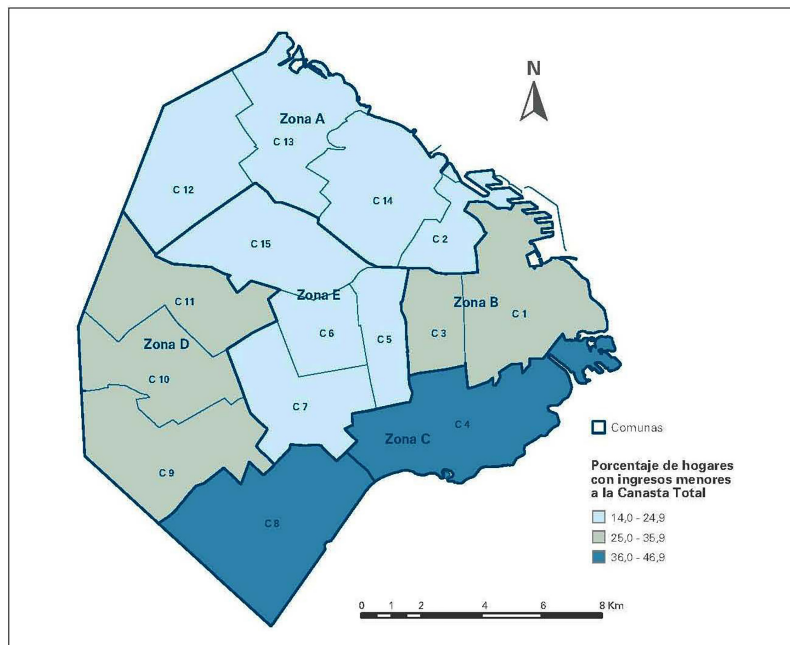 N
Zona A
C 13
C 12
C 14
C 2
C 15
Zona E
C 11
Zona B
C 1
C 3
C 5
C 6
Zona D
C 10
C 7
Zona C
C 4
C 9
C 8
Comunas
Porcentaje de hogares
con ingresos menores
a la Canasta Total
14,0 - 24,9
25,0 - 35,9
36,0 - 46,9
0 1 2 4 6 8 Km